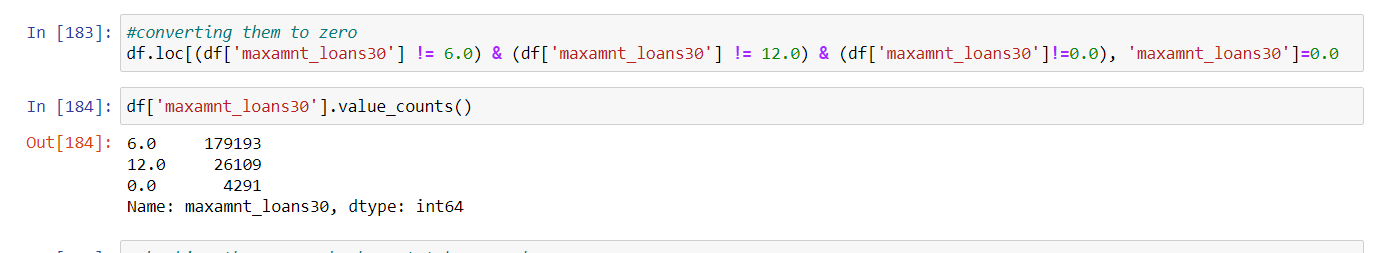 In [183]: #converting them to zero
df.loc[(df['maxamnt_loans30'] != 6.0) & (df['maxamnt_loans30'] != 12.0) & (df['maxamnt_loans30']!=0.0), 'maxamnt_loans30']=0.0
In [184]: df['maxamnt_loans30'].value_counts()
Out[184]: 6.0     179193
12.0     26109
0.0       4291
Name: maxamnt_loans30, dtype: int64